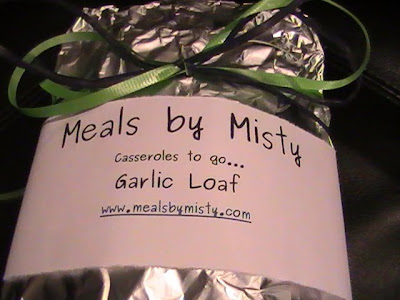 Meals by Misty
Casseroles to go...
Garlic Loaf
www.mealsbymisty.com